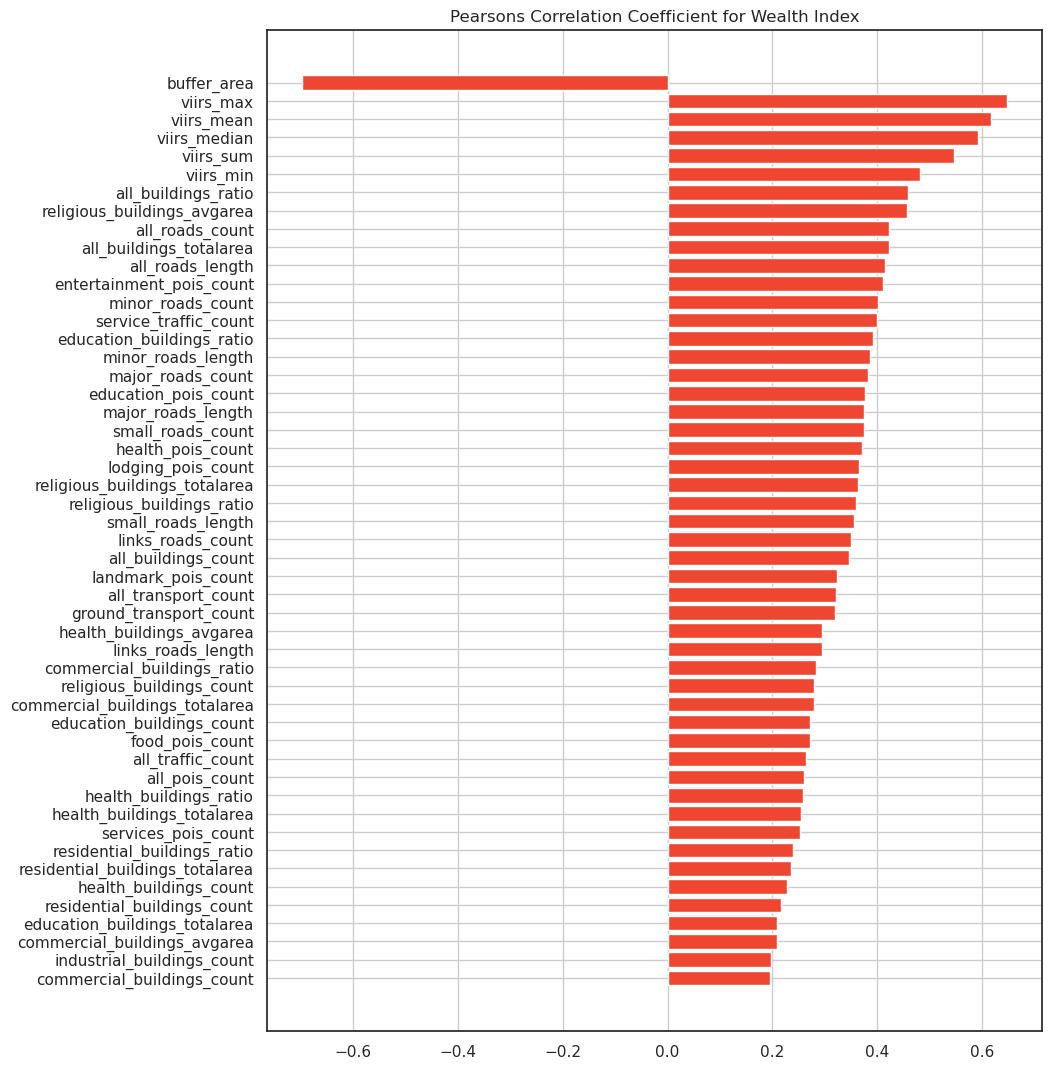 Pearsons Correlation Coefficient for Wealth Index
buffer_area
viirs_max
viirs_mean
viirs_median
viirs_sum
viirs_min
all_buildings_ratio
religious_buildings_avgarea
all_roads_count
all_buildings_totalarea
all_roads_length
entertainment_pois_count
minor_roads_count
service_traffic_count
education_buildings_ratio
minor_roads_length
major_roads_count
education_pois_count
major_roads_length
small_roads_count
health_pois_count
lodging_pois_count
religious_buildings_totalarea
religious_buildings_ratio
small_roads_length
links_roads_count
all_buildings_count
landmark_pois_count
all_transport_count
ground_transport_count
health_buildings_avgarea
links_roads_length
commercial_buildings_ratio
religious_buildings_count
commercial_buildings_totalarea
education_buildings_count
food_pois_count
all_traffic_count
all_pois_count
health_buildings_ratio
health_buildings_totalarea
services_pois_count
residential_buildings_ratio
residential_buildings_totalarea
health_buildings_count
residential_buildings_count
education_buildings_totalarea
commercial_buildings_avgarea
industrial_buildings_count
commercial_buildings_count
−0.6 −0.4 −0.2 0.0 0.2 0.4 0.6